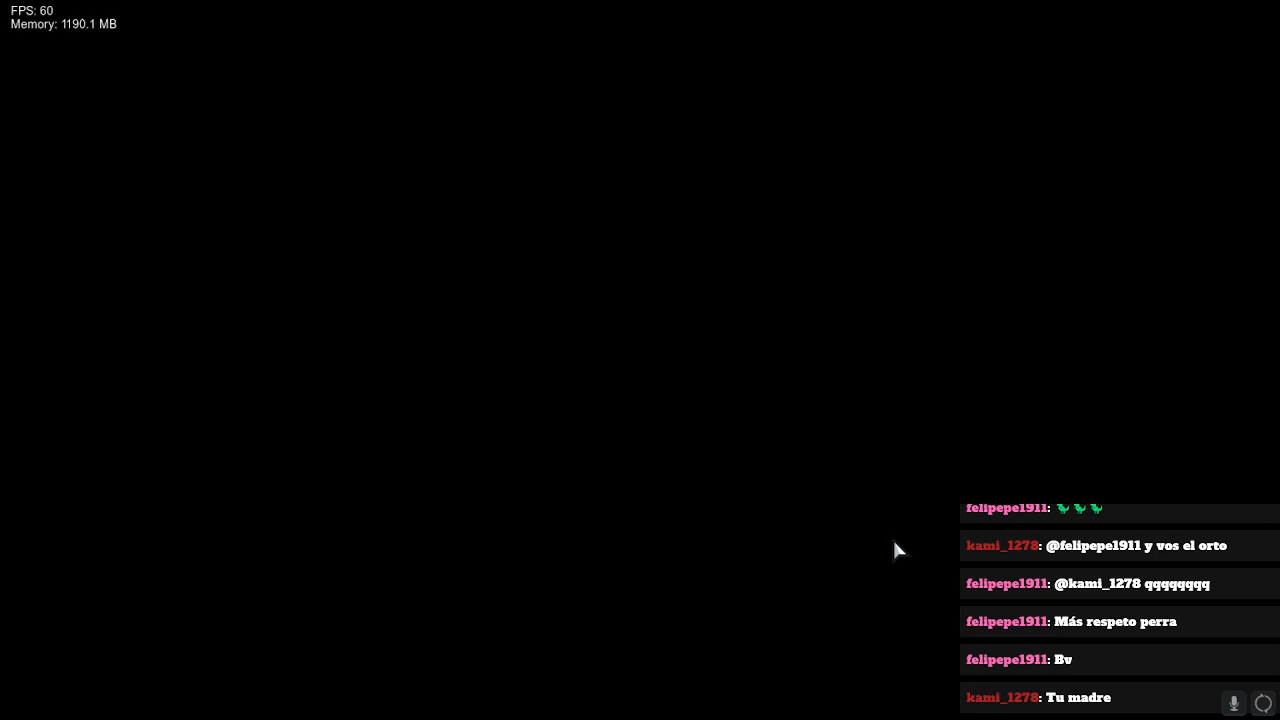 FPS: 60
Memory: 1190.1 MB
felipepe1911: 🦖 🦖 🦖
kami_1278: @felipepe1911 y vos el orto
felipepe1911: @kami_1278 qqqqqqqq
felipepe1911: Más respeto perra
felipepe1911: Bv
kami_1278: Tu madre